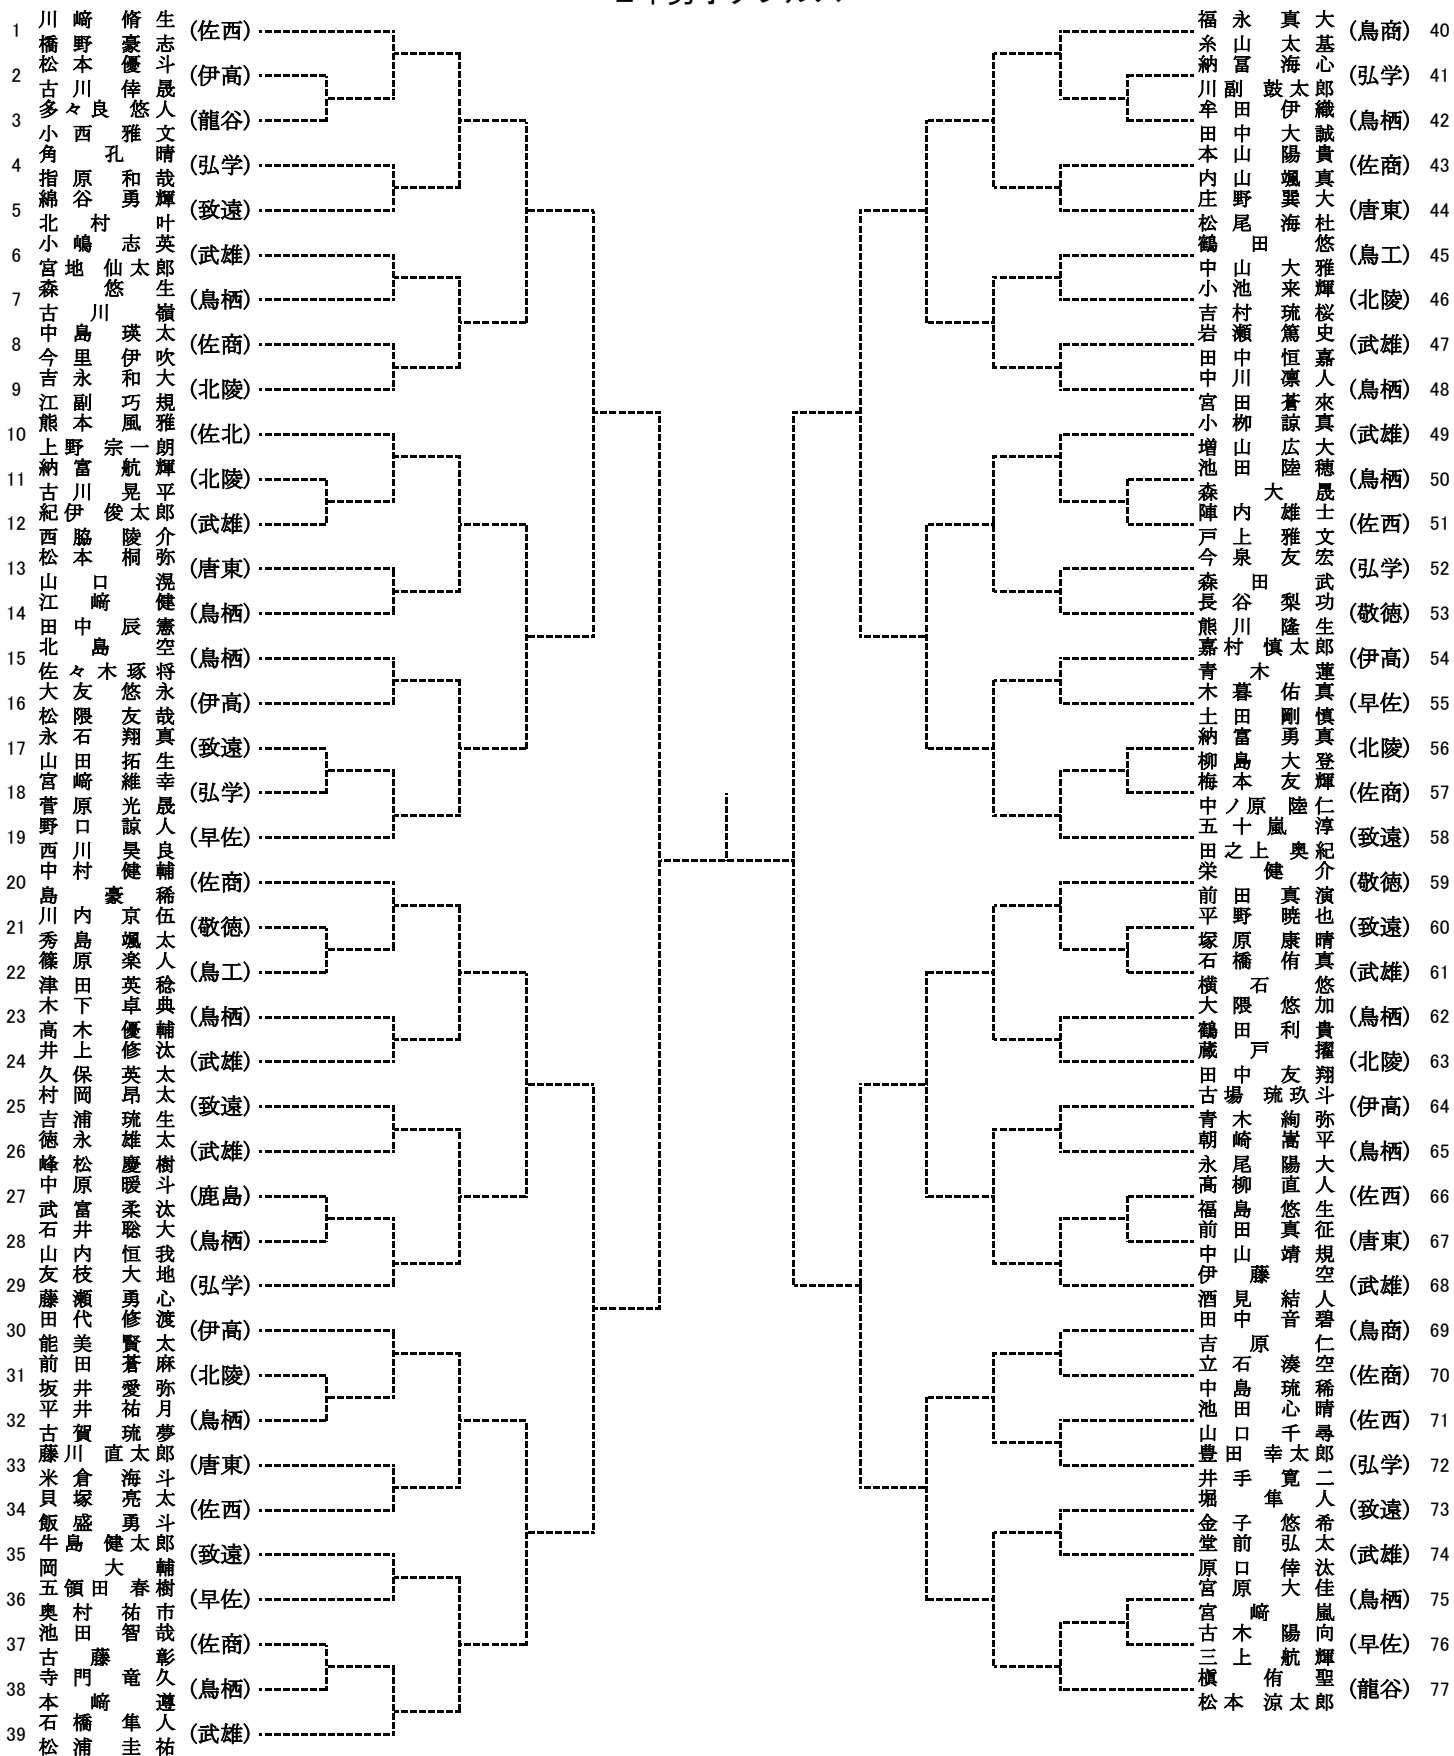 1 川﨑脩生 (佐西)
橋野豪志
2 松本優斗 (伊高)
古川倖晟
3 多々良悠人 (龍谷)
小西雅文
4 角孔晴 (弘学)
指原和哉
5 綿谷勇輝 (致遠)
北村叶
6 小嶋志英 (武雄)
宮地仙太郎
7 森悠生 (鳥栖)
古川嶺
8 中島瑛太 (佐商)
今里伊吹
9 吉永和大 (北陵)
江副巧規
10 熊本風雅 (佐北)
上野宗一朗
11 納富航輝 (北陵)
古川晃平
12 紀伊俊太郎 (武雄)
西脇陵介
13 松本桐弥 (唐東)
山口滉
14 江﨑健 (鳥栖)
田中辰憲
15 北島空 (鳥栖)
佐々木琢将
16 大友悠永 (伊高)
松隈友哉
17 永石翔真 (致遠)
山田拓生
18 宮﨑維幸 (弘学)
菅原光晟
19 野口諒人 (早佐)
西川昊良
20 中村健輔 (佐商)
島豪稀
21 川内京伍 (敬徳)
秀島颯太
22 篠原楽人 (鳥工)
津田英稔
23 木下卓典 (鳥栖)
高木優輔
24 井上修汰 (武雄)
久保英太
25 村岡昂太 (致遠)
吉浦琉生
26 徳永雄太 (武雄)
峰松慶樹
27 中原暖斗 (鹿島)
武富柔汰
28 石井聡大 (鳥栖)
山内恒我
29 友枝大地 (弘学)
藤瀬勇心
30 田代修渡 (伊高)
能美賢太
31 前田蒼麻 (北陵)
坂井愛弥
32 平井祐月 (鳥栖)
古賀琉夢
33 藤川直太郎 (唐東)
米倉海斗
34 貝塚亮太 (佐西)
飯盛勇斗
35 牛島健太郎 (致遠)
岡大輔
36 五領田春樹 (早佐)
奥村祐市
37 池田智哉 (佐商)
古藤彰
38 寺門竜久 (鳥栖)
本﨑遵
39 石橋隼人 (武雄)
松浦圭祐
福永真大 (鳥商) 40
糸山太基
納冨海心 (弘学) 41
川副鼓太郎
牟田伊織 (鳥栖) 42
田中大誠
本山陽貴 (佐商) 43
内山颯真
庄野巽大 (唐東) 44
松尾海杜
鶴田悠 (鳥工) 45
中山大雅
小池来輝 (北陵) 46
吉村琉桜
岩瀬篤史 (武雄) 47
田中恒嘉
中川凛人 (鳥栖) 48
宮田蒼來
小栁諒真 (武雄) 49
増山広大
池田陸穂 (鳥栖) 50
森大晟
陣内雄士 (佐西) 51
戸上雅文
今泉友宏 (弘学) 52
森田武
長谷梨功 (敬徳) 53
熊川隆生
嘉村慎太郎 (伊高) 54
青木蓮
木暮佑真 (早佐) 55
土田剛慎
納富勇真 (北陵) 56
柳島大登
梅本友輝 (佐商) 57
中ノ原陸仁
五十嵐淳 (致遠) 58
田之上奥紀
栄健介 (敬徳) 59
前田真演
平野暁也 (致遠) 60
塚原康晴
石橋侑真 (武雄) 61
横石悠
大隈悠加 (鳥栖) 62
鶴田利貴
蔵戸擢 (北陵) 63
田中友翔
古場琉玖斗 (伊高) 64
青木絢弥
朝崎嵩平 (鳥栖) 65
永尾陽大
髙柳直人 (佐西) 66
福島悠生
前田真征 (唐東) 67
中山靖規
伊藤空 (武雄) 68
酒見結人
田中音碧 (鳥商) 69
吉原仁
立石湊空 (佐商) 70
中島琉稀
池田心晴 (佐西) 71
山口千尋
豊田幸太郎 (弘学) 72
井手寛二
堀隼人 (致遠) 73
金子悠希
堂前弘太 (武雄) 74
原口倖汰
宮原大佳 (鳥栖) 75
宮﨑嵐
古木陽向 (早佐) 76
三上航輝
槇侑聖 (龍谷) 77
松本涼太郎